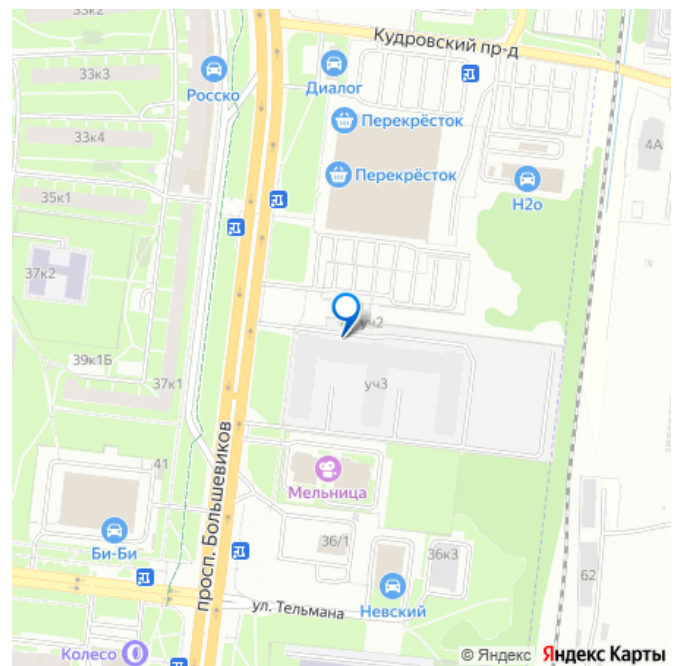 Кудровский пр-д
33к3
Росско
Диалог
Перекрёсток
4А
33к4
Перекрёсток
35к1
H2o
37к2
уч2
39к1Б
37к1
уч3
просп. Большевиков
Мельница
41
Би-Би
36/1
36к3
62
ул. Тельмана
Невский
Колесо
© Яндекс Яндекс Карты